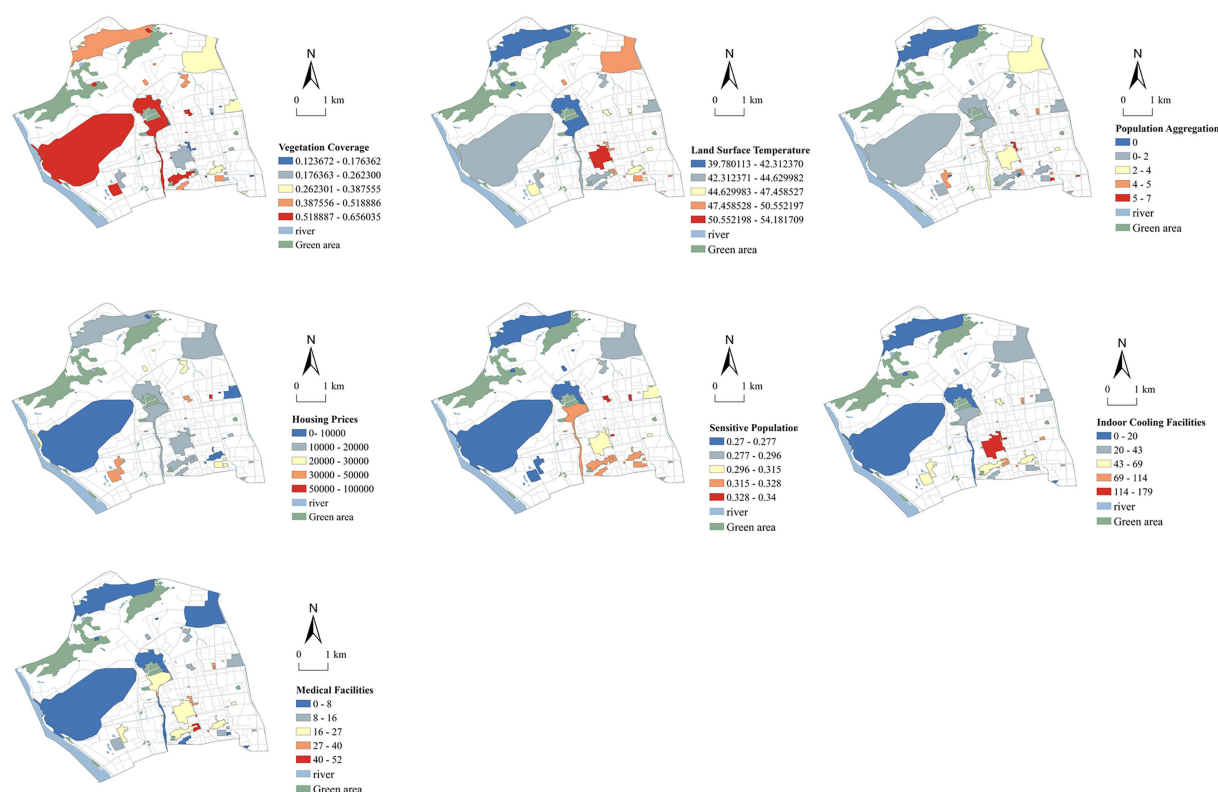 N
0 1 km
Vegetation Coverage
0.123672 - 0.176362
0.176363 - 0.262300
0.262301 - 0.387555
0.387556 - 0.518886
0.518887 - 0.656035
river
Green area
N
0 1 km
Land Surface Temperature
39.780113 - 42.312370
42.312371 - 44.629982
44.629983 - 47.458527
47.458528 - 50.552197
50.552198 - 54.181709
river
Green area
N
0 1 km
Population Aggregation
0
0- 2
2 - 4
4 - 5
5 - 7
river
Green area
N
0 1 km
Housing Prices
0- 10000
10000 - 20000
20000 - 30000
30000 - 50000
50000 - 100000
river
Green area
N
0 1 km
Sensitive Population
0.27 - 0.277
0.277 - 0.296
0.296 - 0.315
0.315 - 0.328
0.328 - 0.34
river
Green area
N
0 1 km
Indoor Cooling Facilities
0 - 20
20 - 43
43 - 69
69 - 114
114 - 179
river
Green area
N
0 1 km
Medical Facilities
0 - 8
8 - 16
16 - 27
27 - 40
40 - 52
river
Green area